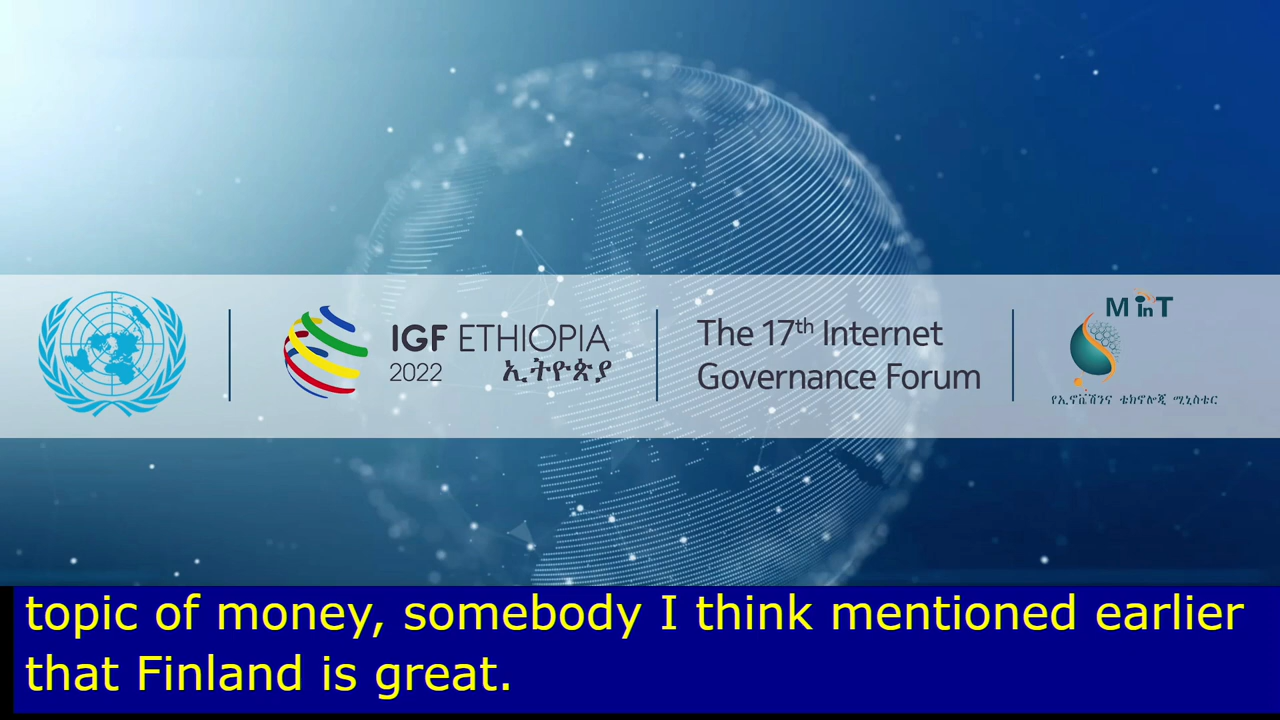 IGF ETHIOPIA
2022 ኢትዮጵያ
The 17th Internet
Governance Forum
MinT
የኢኖቬሽንና ቴክኖሎጂ ሚኒስቴር
topic of money, somebody I think mentioned earlier
that Finland is great.